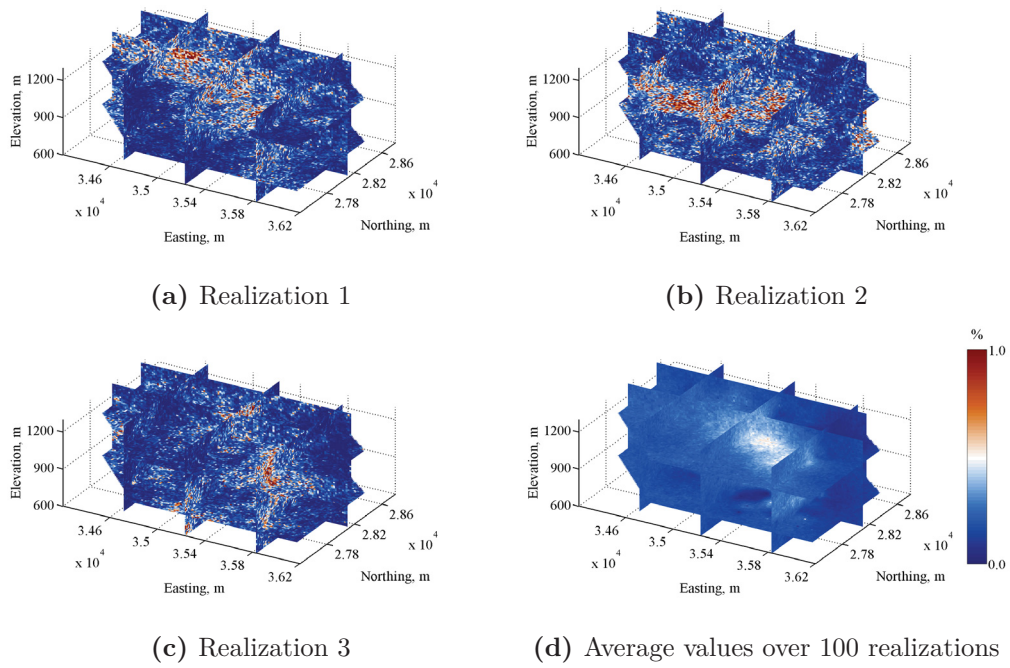 1200
900
600
Elevation, m
3.46
3.5
3.54
3.58
3.62
x 10 4
Easting, m
2.78
2.82
2.86
x 10 4
Northing, m
(a) Realization 1
1200
900
600
Elevation, m
3.46
3.5
3.54
3.58
3.62
x 10 4
Easting, m
2.78
2.82
2.86
x 10 4
Northing, m
(b) Realization 2
1200
900
600
Elevation, m
3.46
3.5
3.54
3.58
3.62
x 10 4
Easting, m
2.78
2.82
2.86
x 10 4
Northing, m
(c) Realization 3
1200
900
600
Elevation, m
3.46
3.5
3.54
3.58
3.62
x 10 4
Easting, m
2.78
2.82
2.86
x 10 4
Northing, m
%
1.0
0.0
(d) Average values over 100 realizations